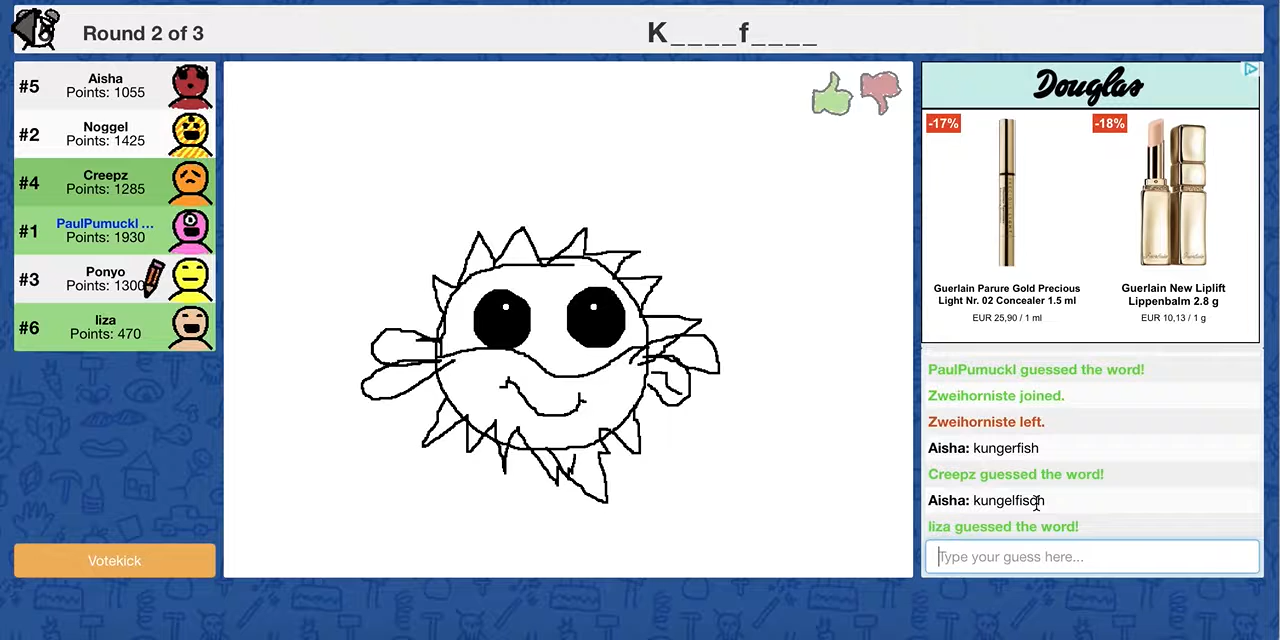 Round 2 of 3
K____f____
#5
Aisha
Points: 1055
#2
Noggel
Points: 1425
#4
Creepz
Points: 1285
#1
PaulPumuckl ...
Points: 1930
#3
Ponyo
Points: 1300
#6
liza
Points: 470
Votekick
Douglas
-17%
-18%
Guerlain Parure Gold Precious
Light Nr. 02 Concealer 1.5 ml
EUR 25,90 / 1 ml
Guerlain New Liplift
Lippenbalm 2.8 g
EUR 10,13 / 1 g
PaulPumuckl guessed the word!
Zweihorniste joined.
Zweihorniste left.
Aisha: kungerfish
Creepz guessed the word!
Aisha: kungelfisch
liza guessed the word!
Type your guess here...